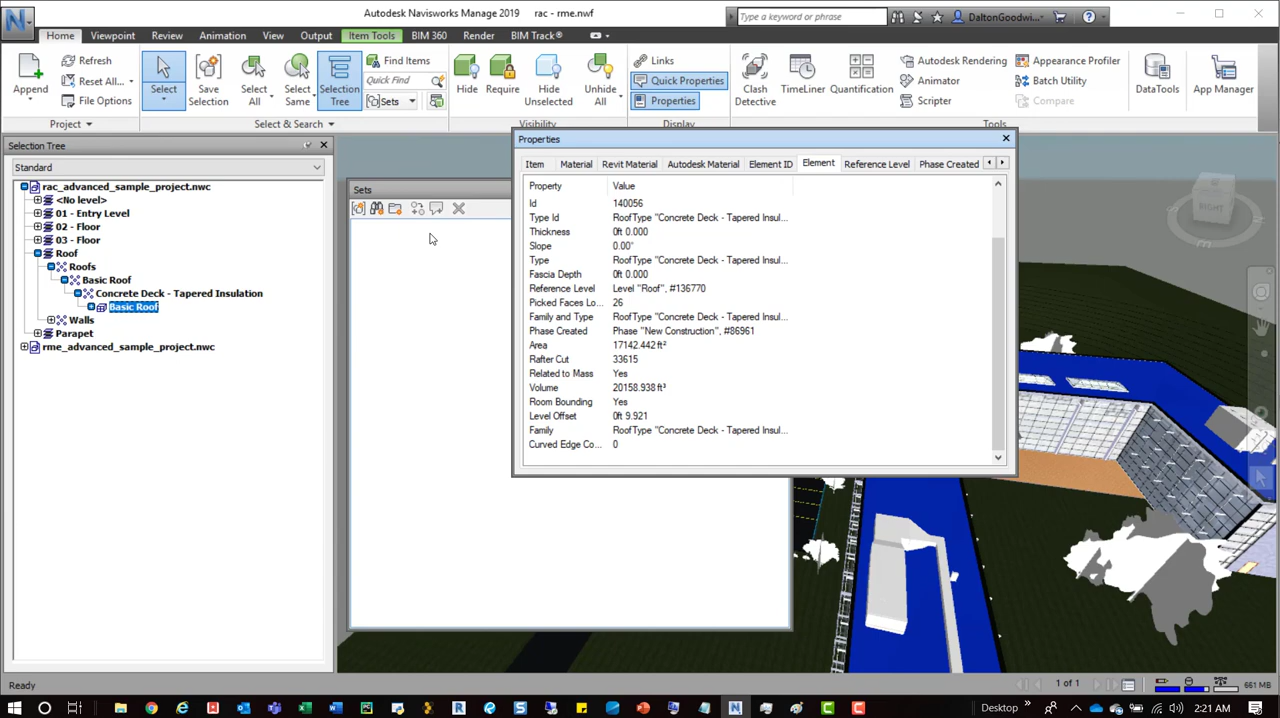 Autodesk Navisworks Manage 2019 rac - rme.nwf
Type a keyword or phrase
DaltonGoodwi...
Home Viewpoint Review Animation View Output Item Tools BIM 360 Render BIM Track®
Append
Refresh
Reset All...
File Options
Project
Select
Save Selection
Select All
Select Same
Selection Tree
Find Items
Quick Find
Sets
Select & Search
Hide
Require
Hide Unselected
Unhide All
Visibility
Links
Quick Properties
Properties
Display
Clash Detective
TimeLiner
Quantification
Autodesk Rendering
Animator
Scripter
Appearance Profiler
Batch Utility
Compare
Tools
DataTools
App Manager
Selection Tree
Standard
rac_advanced_sample_project.nwc
<No level>
01 - Entry Level
02 - Floor
03 - Floor
Roof
Roofs
Basic Roof
Concrete Deck - Tapered Insulation
Basic Roof
Walls
Parapet
rme_advanced_sample_project.nwc
Sets
Properties
Item Material Revit Material Autodesk Material Element ID Element Reference Level Phase Created
Property Value
Id 140056
Type Id RoofType "Concrete Deck - Tapered Insul...
Thickness 0ft 0.000
Slope 0.00°
Type RoofType "Concrete Deck - Tapered Insul...
Fascia Depth 0ft 0.000
Reference Level Level "Roof", #136770
Picked Faces Lo... 26
Family and Type RoofType "Concrete Deck - Tapered Insul...
Phase Created Phase "New Construction", #86961
Area 17142.442 ft²
Rafter Cut 33615
Related to Mass Yes
Volume 20158.938 ft³
Room Bounding Yes
Level Offset 0ft 9.921
Family RoofType "Concrete Deck - Tapered Insul...
Curved Edge Co... 0
RIGHT
Ready
1 of 1
661 MB
Desktop
2:21 AM